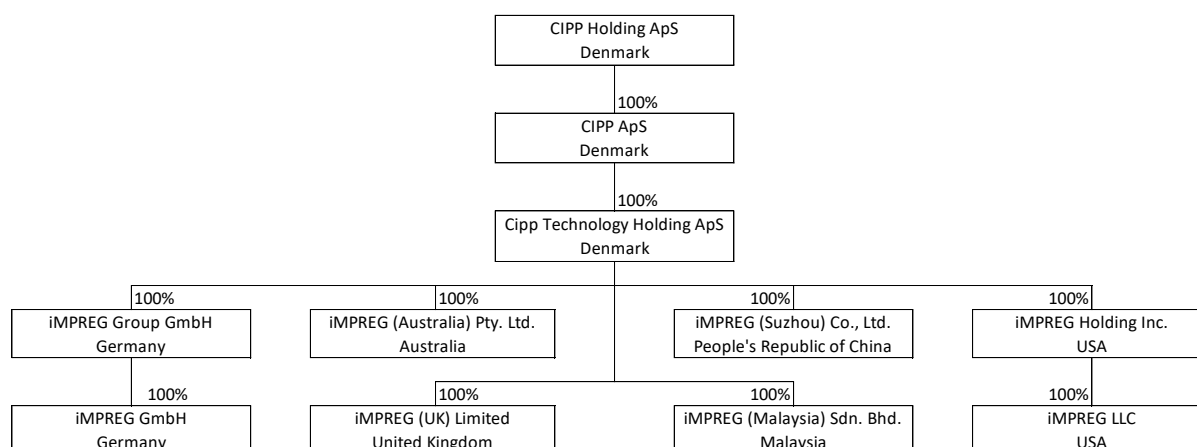 CIPP Holding ApS
Denmark
100%
CIPP ApS
Denmark
100%
Cipp Technology Holding ApS
Denmark
100%
100%
100%
100%
iMPREG Group GmbH
Germany
iMPREG (Australia) Pty. Ltd.
Australia
iMPREG (Suzhou) Co., Ltd.
People's Republic of China
iMPREG Holding Inc.
USA
100%
100%
100%
100%
iMPREG GmbH
Germany
iMPREG (UK) Limited
United Kingdom
iMPREG (Malaysia) Sdn. Bhd.
Malaysia
iMPREG LLC
USA